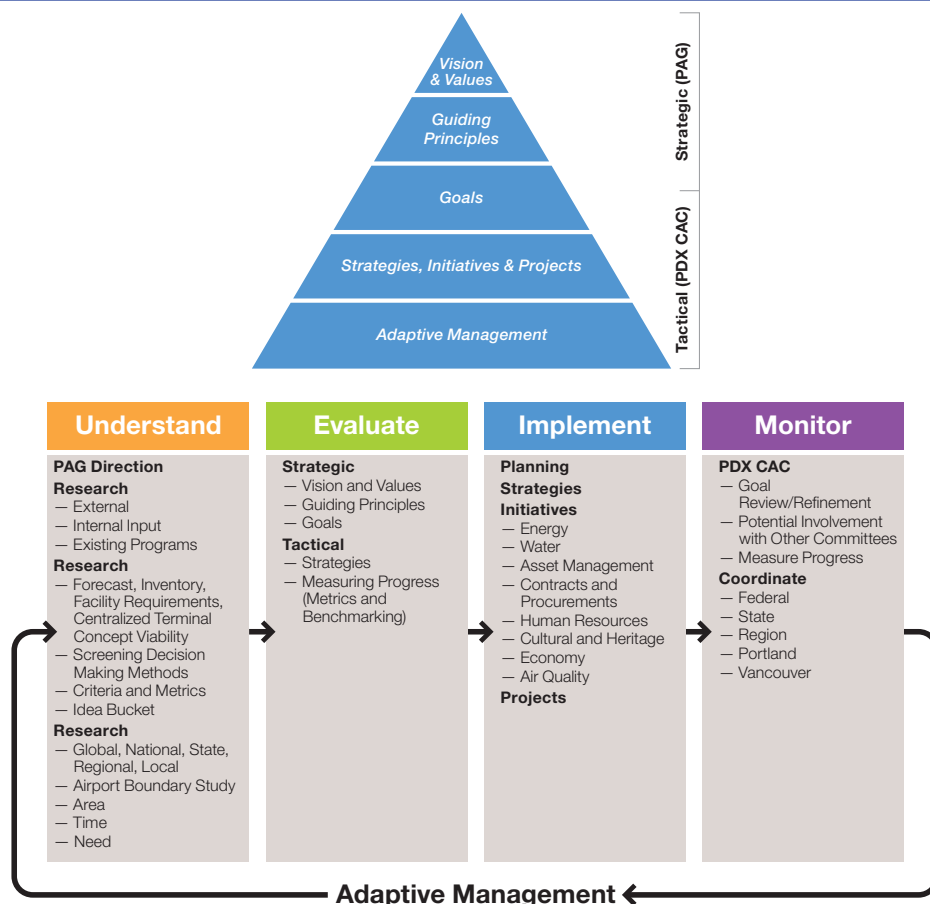 Vision
& Values
Guiding
Principles
Goals
Strategies, Initiatives & Projects
Adaptive Management
Strategic (PAG)
Tactical (PDX CAC)
Understand
PAG Direction
Research
— External
— Internal Input
— Existing Programs
Research
— Forecast, Inventory,
Facility Requirements,
Centralized Terminal
Concept Viability
— Screening Decision
Making Methods
— Criteria and Metrics
— Idea Bucket
Research
— Global, National, State,
Regional, Local
— Airport Boundary Study
— Area
— Time
— Need
Evaluate
Strategic
— Vision and Values
— Guiding Principles
— Goals
Tactical
— Strategies
— Measuring Progress
(Metrics and
Benchmarking)
Implement
Planning
Strategies
Initiatives
— Energy
— Water
— Asset Management
— Contracts and
Procurements
— Human Resources
— Cultural and Heritage
— Economy
— Air Quality
Projects
Monitor
PDX CAC
— Goal
Review/Refinement
— Potential Involvement
with Other Committees
— Measure Progress
Coordinate
— Federal
— State
— Region
— Portland
— Vancouver
Adaptive Management